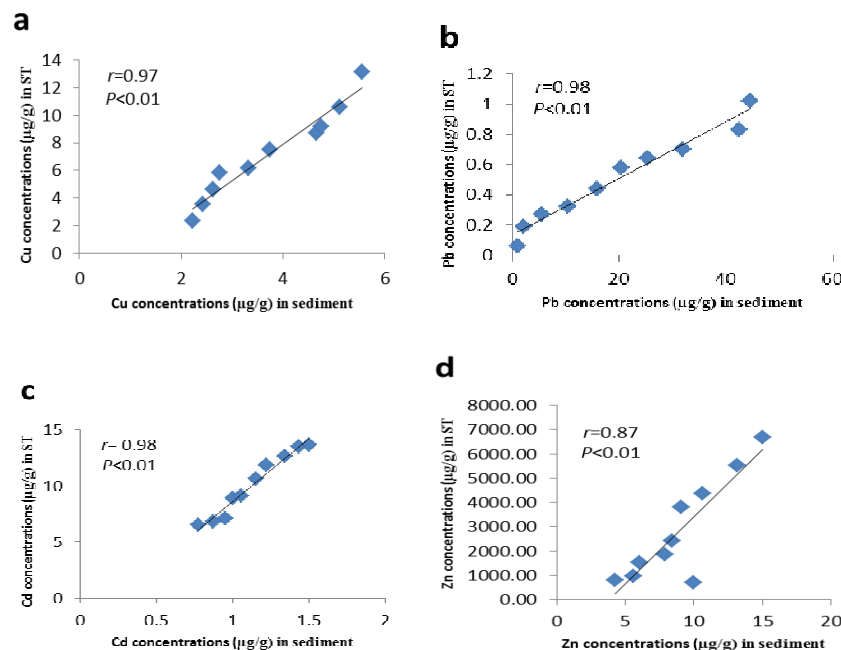 a
r=0.97
P<0.01
Cu concentrations (µg/g) in ST
14
12
10
8
6
4
2
0
0 2 4 6
Cu concentrations (µg/g) in sediment
b
r=0.98
P<0.01
Pb concentrations (µg/g) in ST
1.2
1
0.8
0.6
0.4
0.2
0
0 20 40 60
Pb concentrations (µg/g) in sediment
c
r= 0.98
P<0.01
Cd concentrations (µg/g) in ST
15
10
5
0
0 0.5 1 1.5 2
Cd concentrations (µg/g) in sediment
d
r=0.87
P<0.01
Zn concentrations (µg/g) in ST
8000.00
7000.00
6000.00
5000.00
4000.00
3000.00
2000.00
1000.00
0.00
0 5 10 15 20
Zn concentrations (µg/g) in sediment